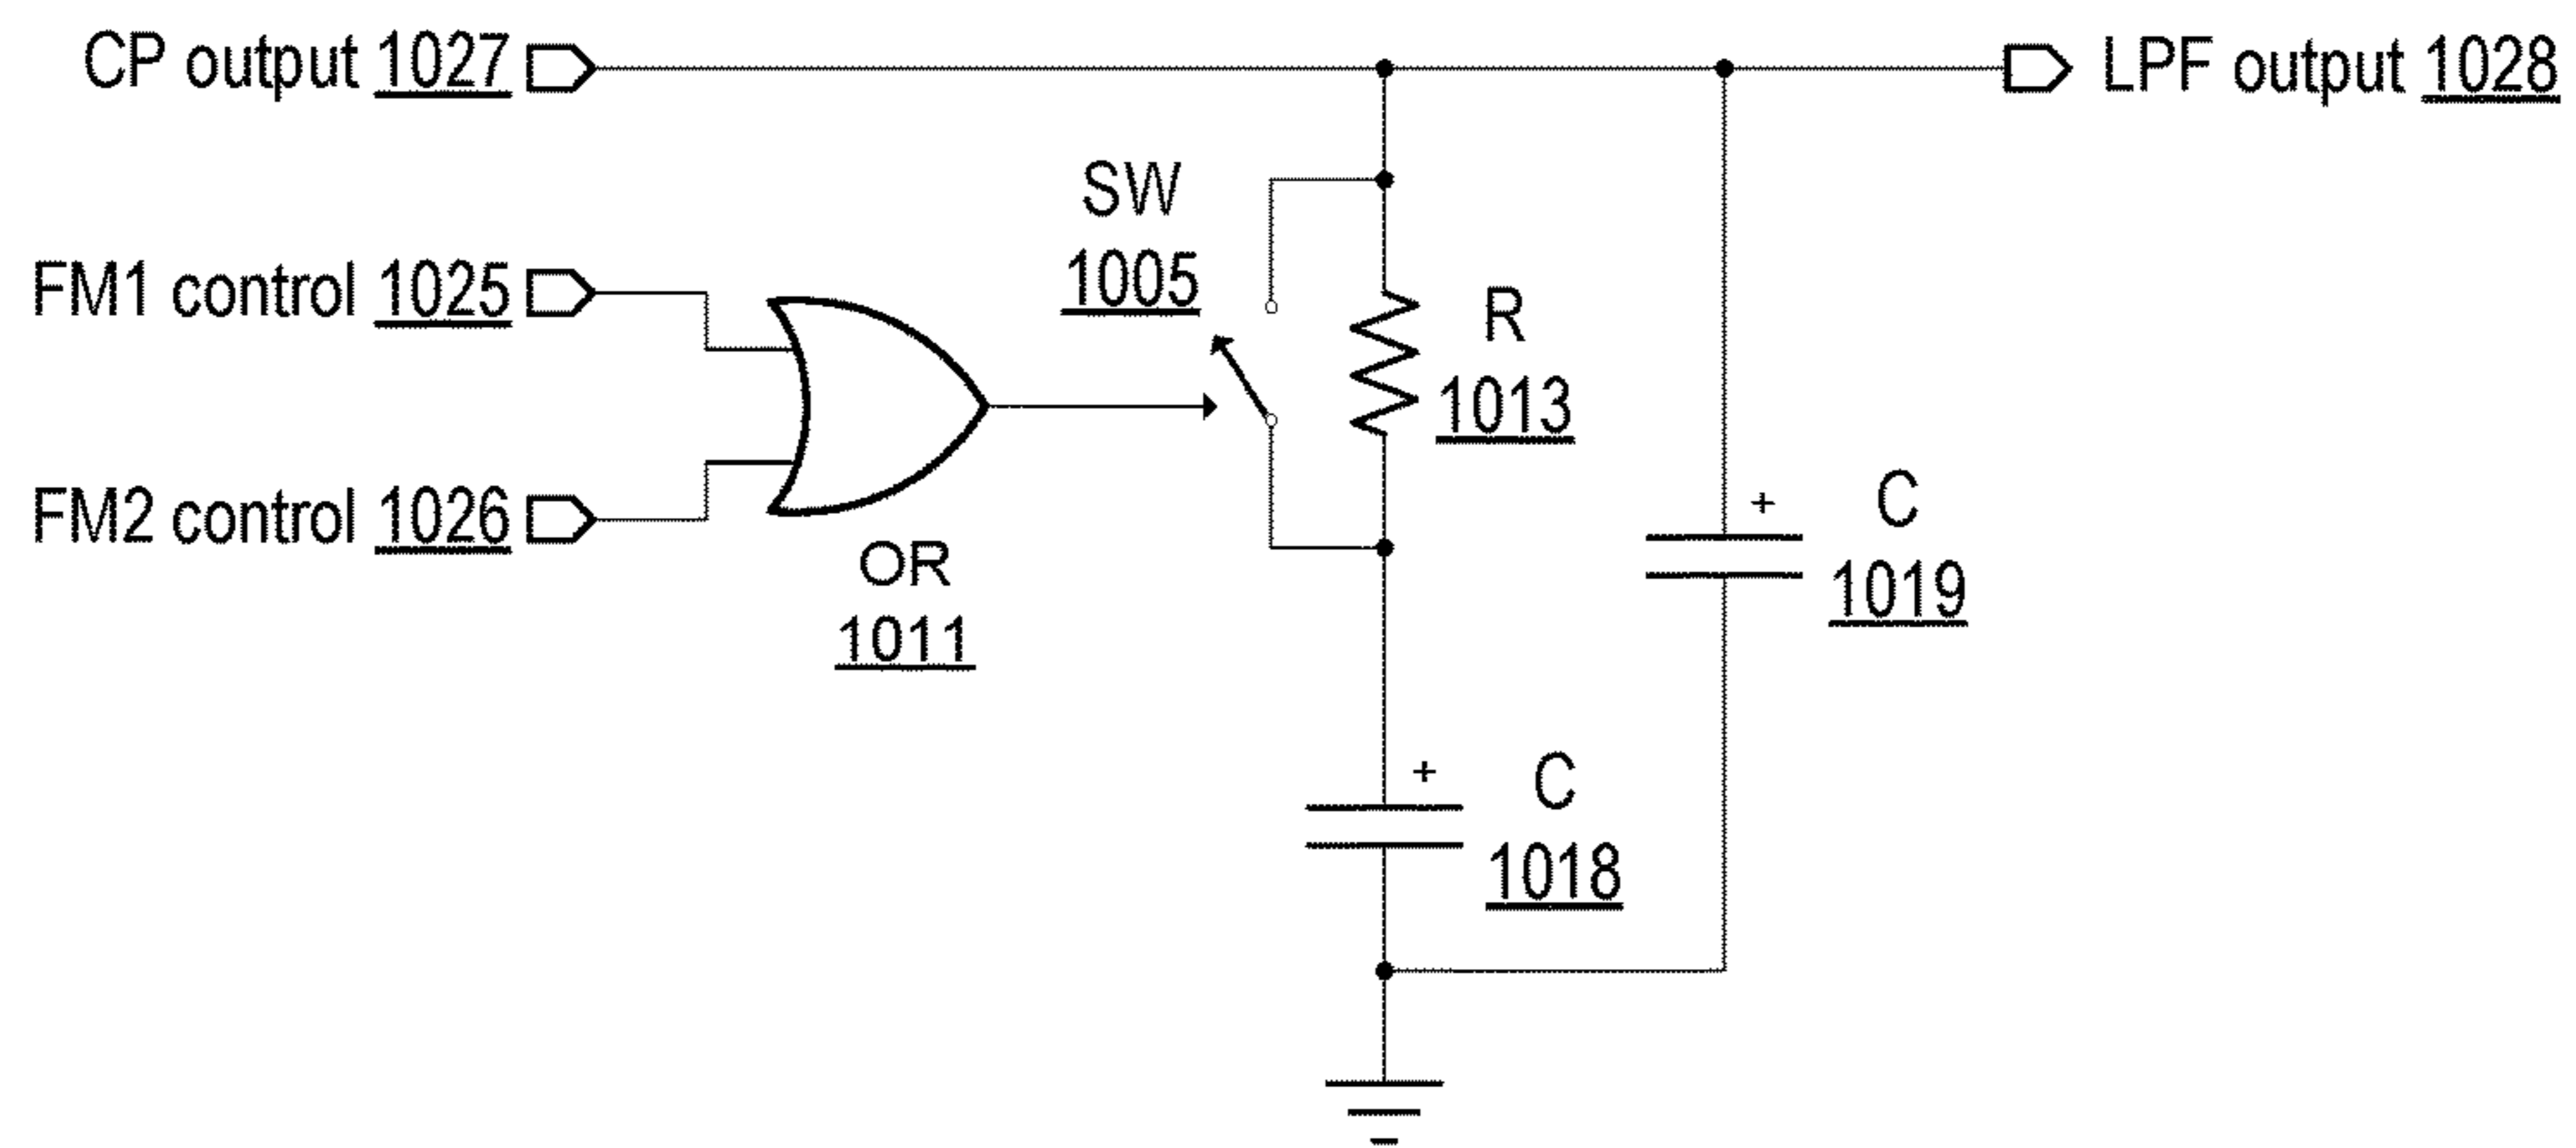 CP output 1027
LPF output 1028
SW
1005
FM1 control 1025
R
1013
FM2 control 1026
OR
1011
+
C
1019
+
C
1018